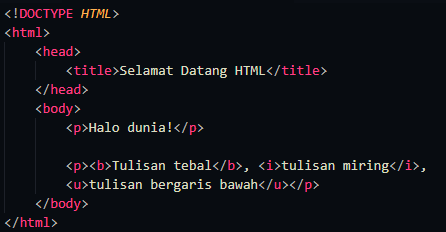 <!DOCTYPE HTML>
<html>
<head>
<title>Selamat Datang HTML</title>
</head>
<body>
<p>Halo dunia!</p>
<p><b>Tulisan tebal</b>, <i>tulisan miring</i>,
<u>tulisan bergaris bawah</u></p>
</body>
</html>